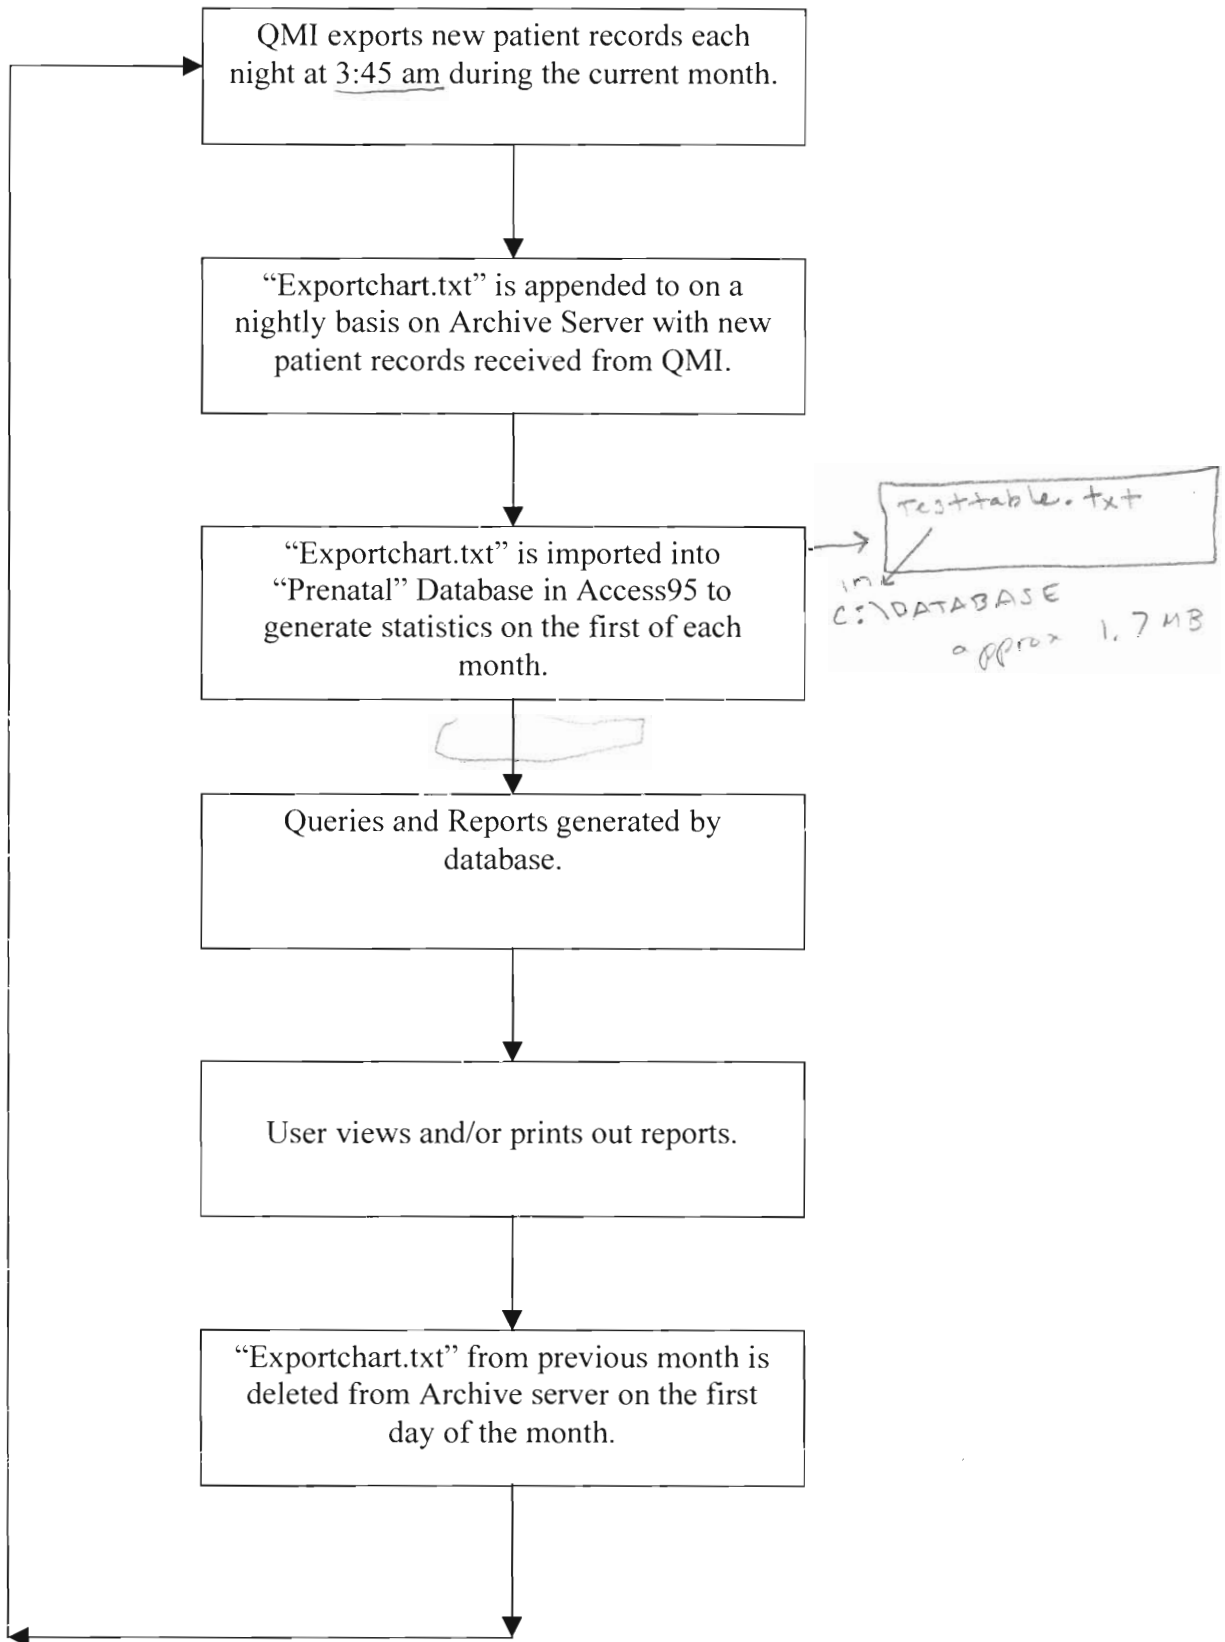 QMI exports new patient records each
night at 3:45 am during the current month.
“Exportchart.txt” is appended to on a
nightly basis on Archive Server with new
patient records received from QMI.
“Exportchart.txt” is imported into
“Prenatal” Database in Access95 to
generate statistics on the first of each
month.
Testtable.txt
in
C:\DATABASE
approx 1.7 MB
Queries and Reports generated by
database.
User views and/or prints out reports.
“Exportchart.txt” from previous month is
deleted from Archive server on the first
day of the month.